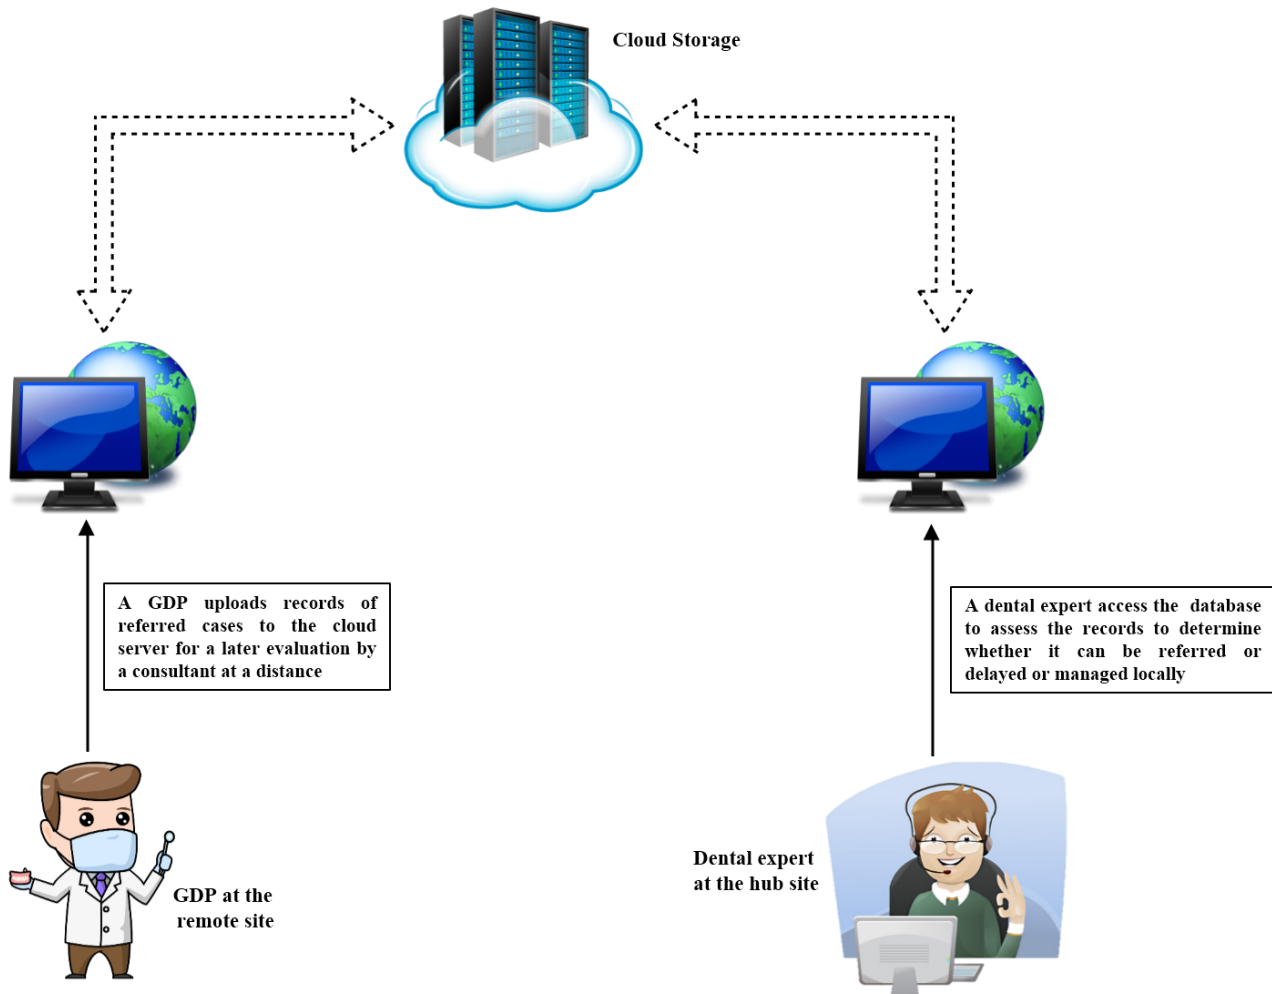 Cloud Storage
A GDP uploads records of
referred cases to the cloud
server for a later evaluation by
a consultant at a distance
A dental expert access the database
to assess the records to determine
whether it can be referred or
delayed or managed locally
GDP at the
remote site
Dental expert
at the hub site